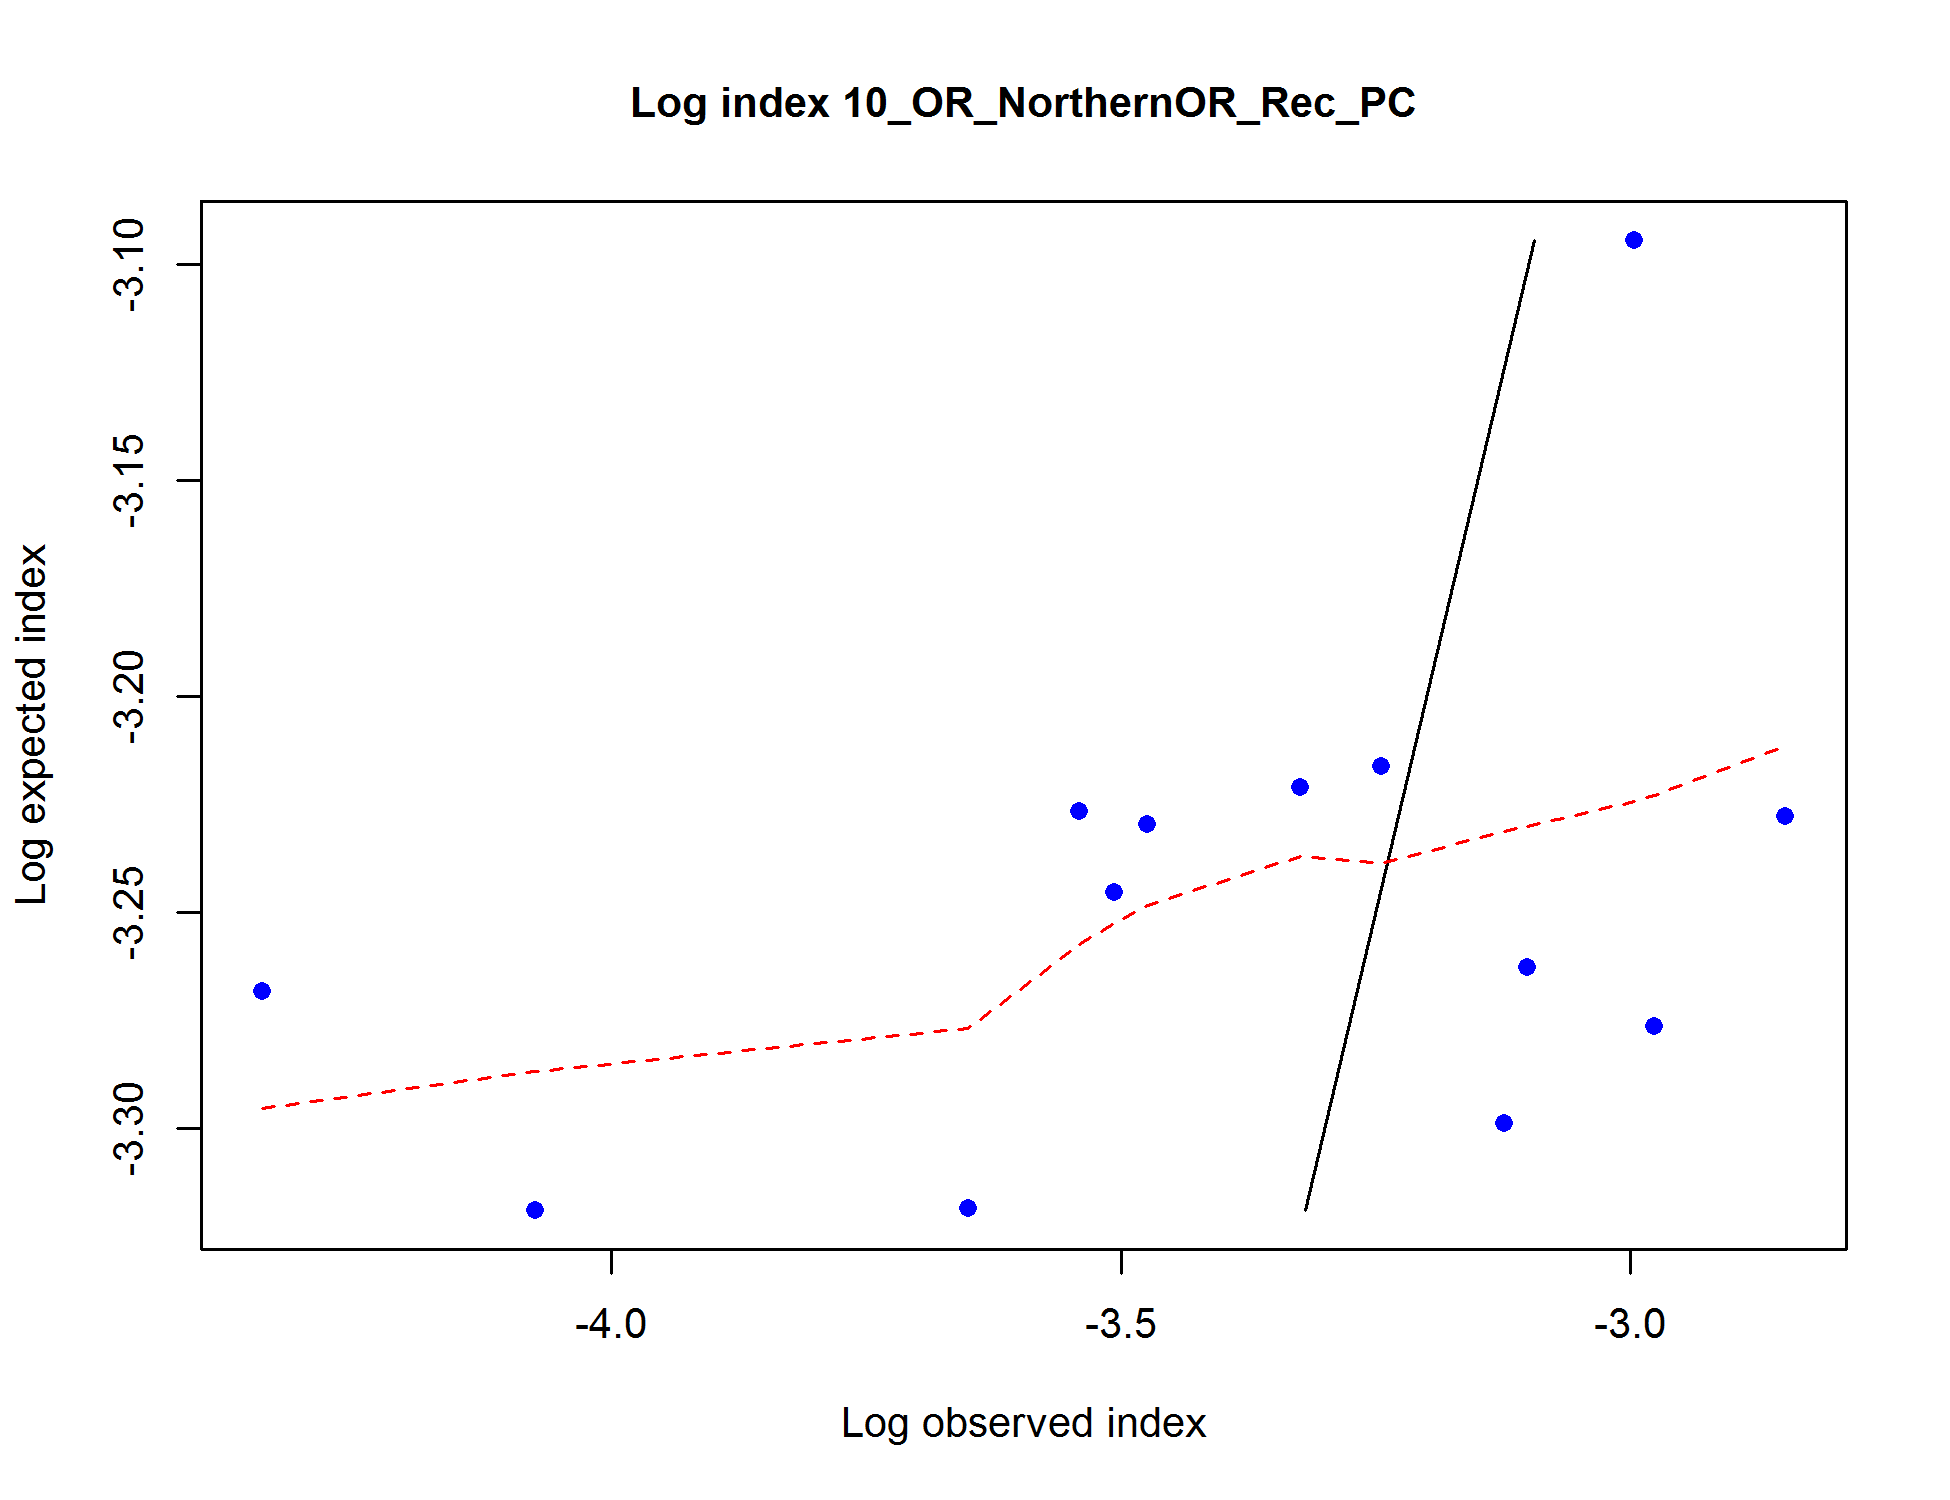 Log index 10_OR_NorthernOR_Rec_PC
Log expected index
-3.10
-3.15
-3.20
-3.25
-3.30
-4.0 -3.5 -3.0
Log observed index